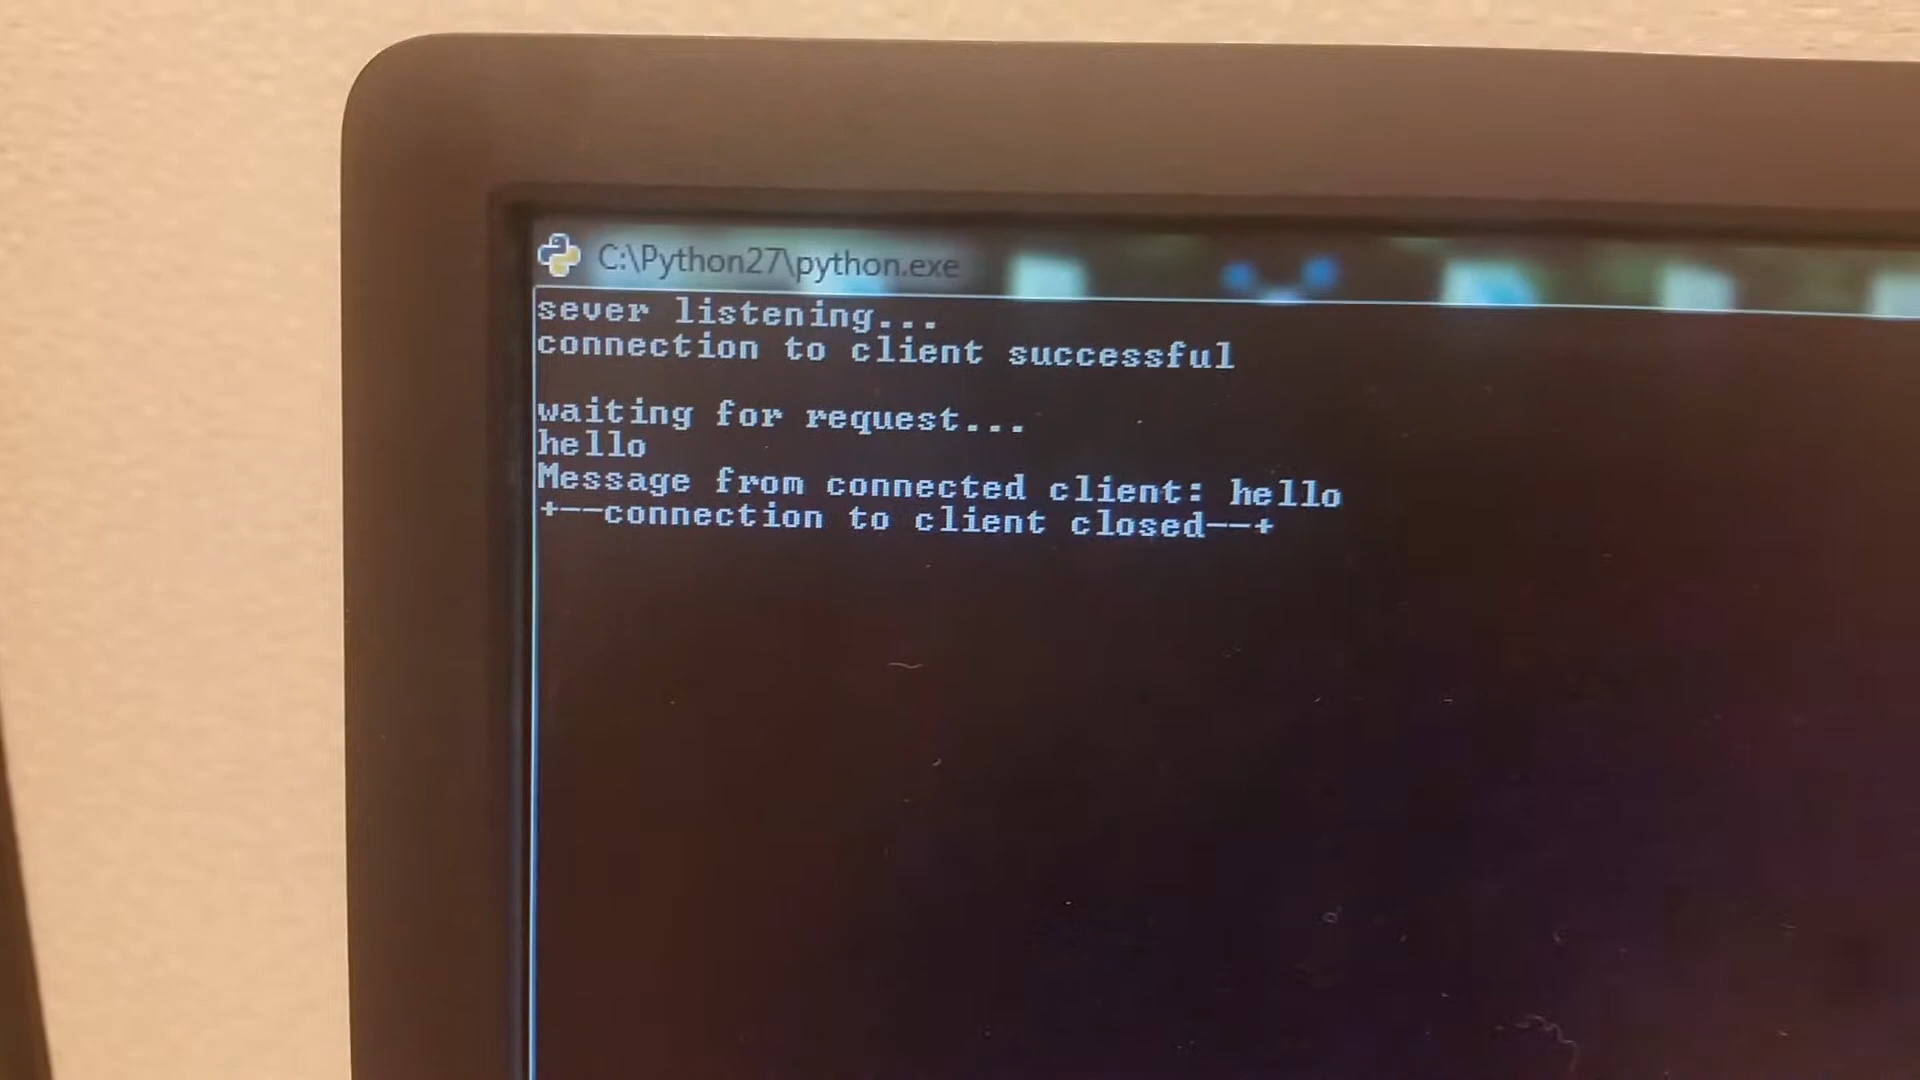 C:\Python27\python.exe
sever listening...
connection to client successful
waiting for request...
hello
Message from connected client: hello
+--connection to client closed--+